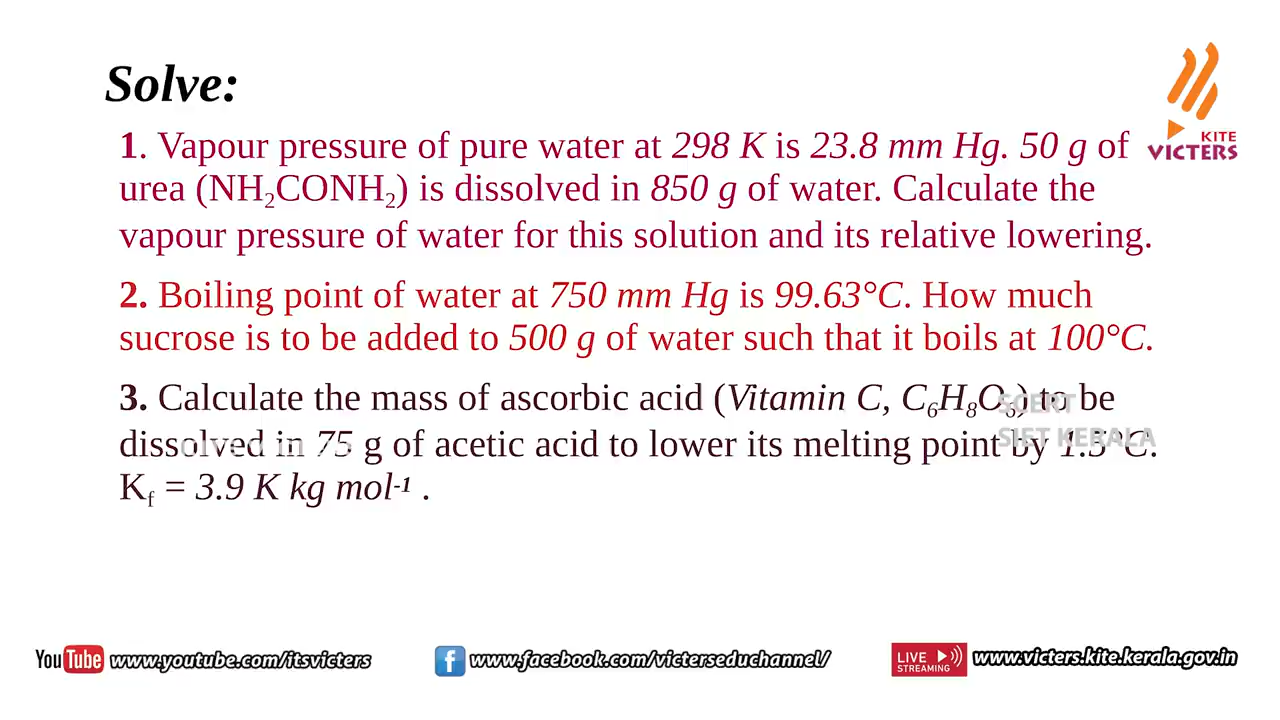 Solve:
KITE
VICTERS
1. Vapour pressure of pure water at 298 K is 23.8 mm Hg. 50 g of
urea (NH₂CONH₂) is dissolved in 850 g of water. Calculate the
vapour pressure of water for this solution and its relative lowering.
2. Boiling point of water at 750 mm Hg is 99.63°C. How much
sucrose is to be added to 500 g of water such that it boils at 100°C.
3. Calculate the mass of ascorbic acid (Vitamin C, C₆H₈O₆) to be
dissolved in 75 g of acetic acid to lower its melting point by 1.5°C.
K_f = 3.9 K kg mol⁻¹ .
SCERT
SIET KERALA
YouTube www.youtube.com/itsvicters
f www.facebook.com/victerseduchannel/
LIVE STREAMING www.victers.kite.kerala.gov.in